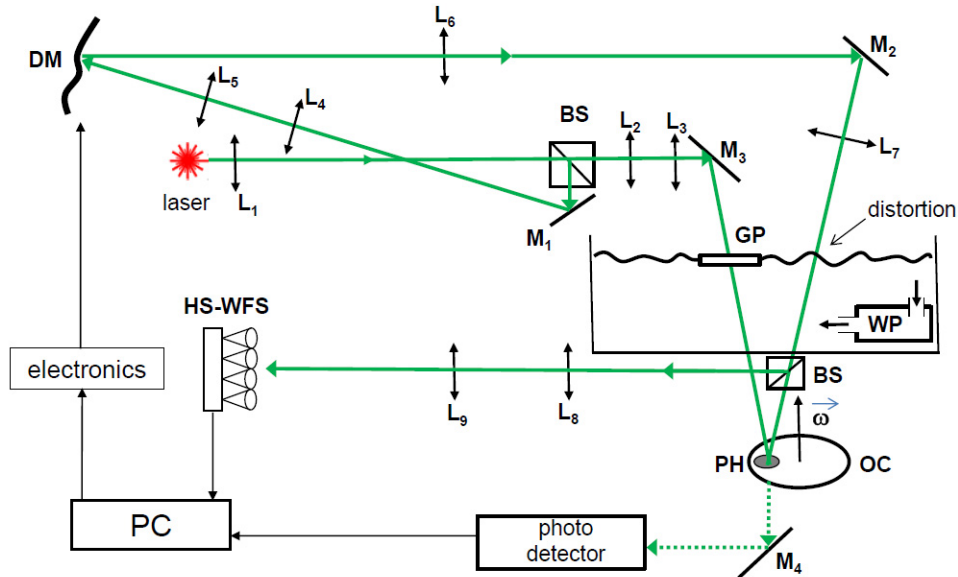 L6
DM
M2
L5
L4
BS
L2
L3
M3
L7
laser
L1
M1
distortion
GP
WP
HS-WFS
electronics
L9
L8
BS
ω
PH
OC
PC
photo
detector
M4